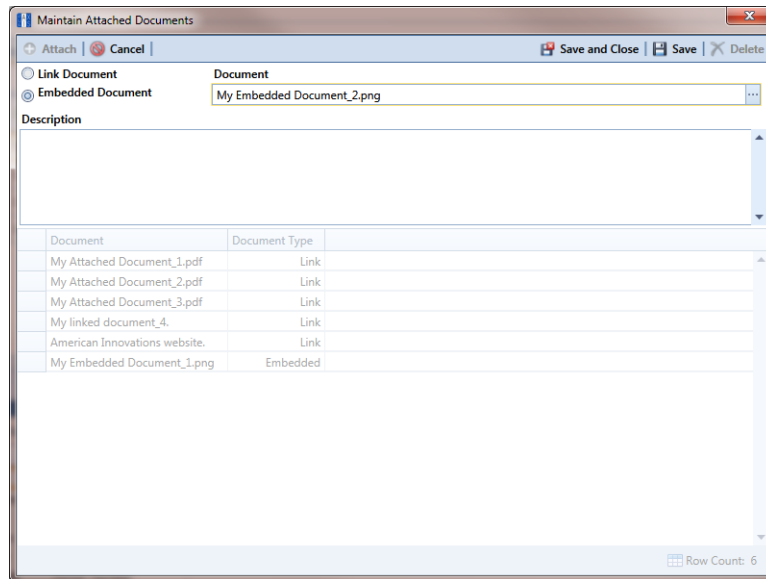 Maintain Attached Documents
Attach Cancel Save and Close Save Delete
Link Document Document
Embedded Document My Embedded Document_2.png ...
Description
Document Document Type
My Attached Document_1.pdf Link
My Attached Document_2.pdf Link
My Attached Document_3.pdf Link
My linked document_4. Link
American Innovations website. Link
My Embedded Document_1.png Embedded
Row Count: 6